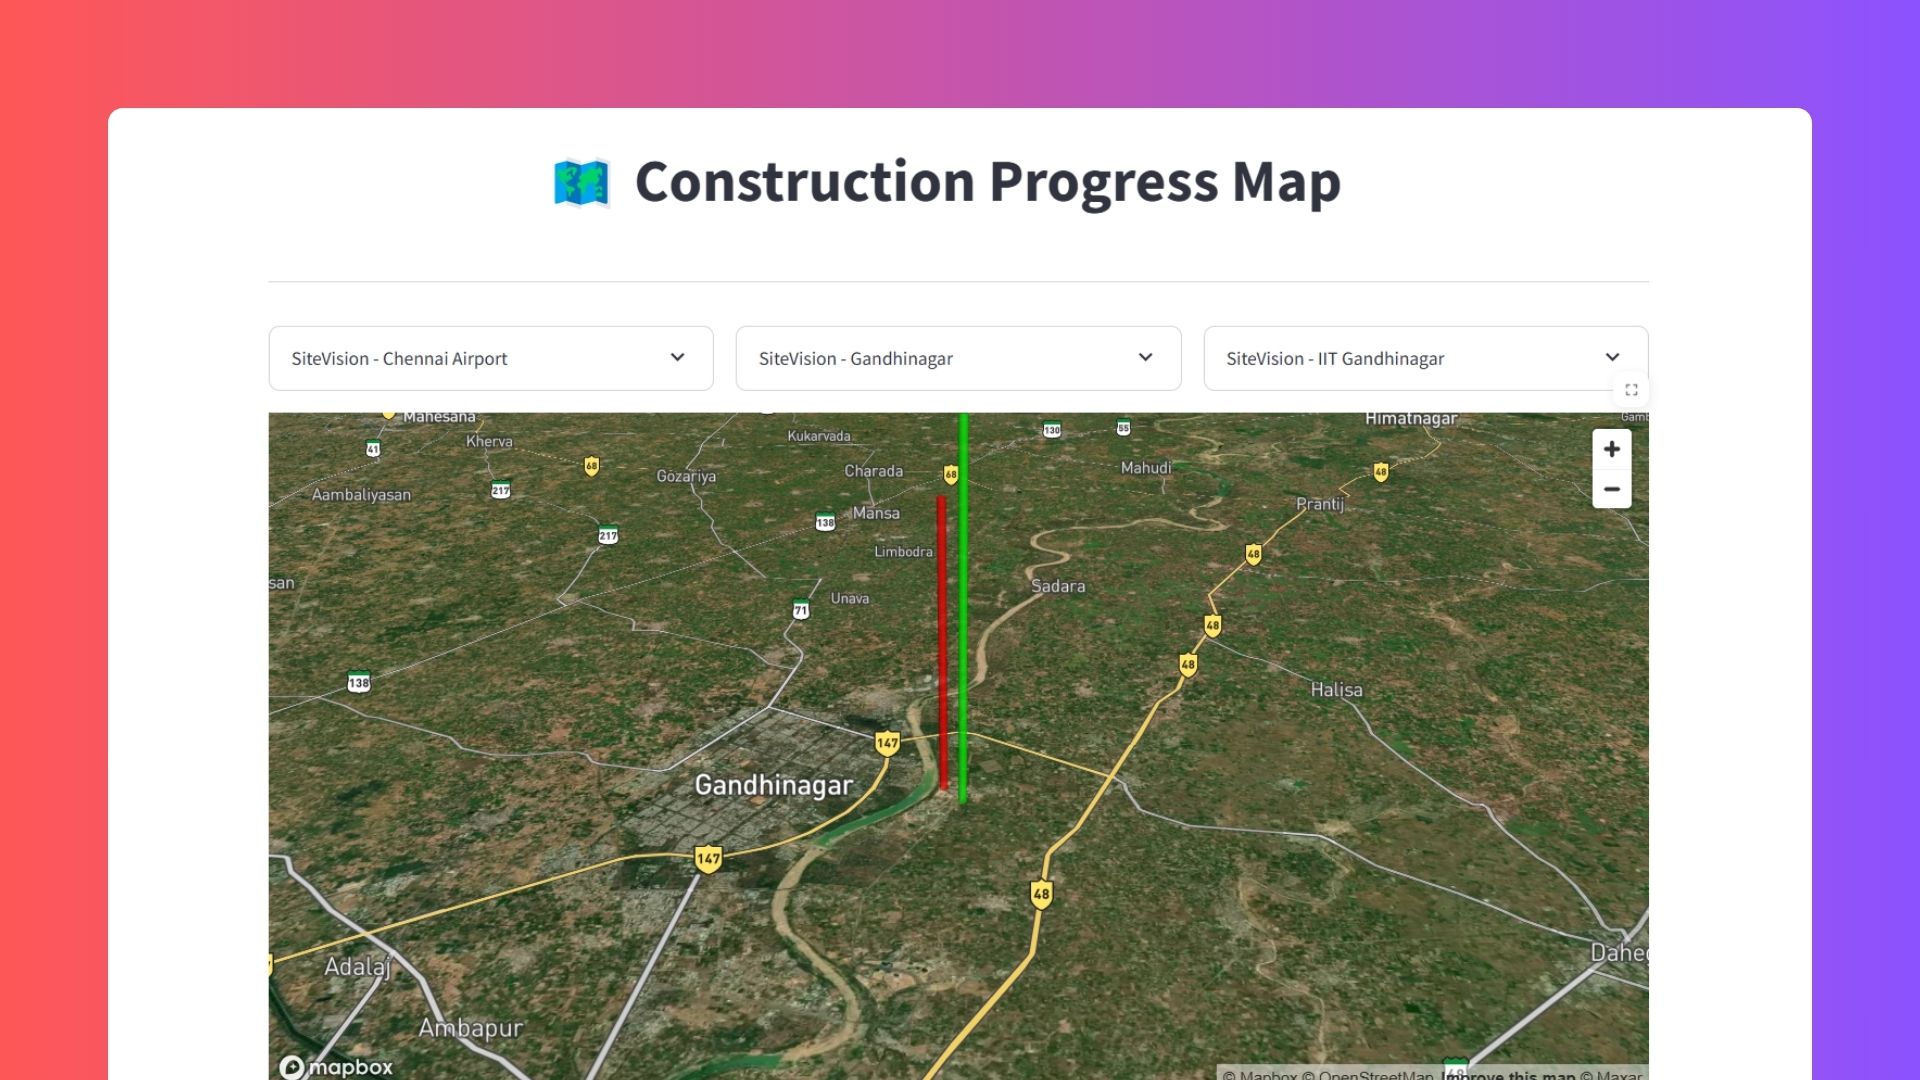 Construction Progress Map
SiteVision - Chennai Airport
SiteVision - Gandhinagar
SiteVision - IIT Gandhinagar
Mahesana
Kherva
Kukarvada
130
55
Himatnagar
41
68
Gozariya
Charada
68
Mahudi
48
+
217
Aambaliyasan
Prantij
−
138
Mansa
217
Limbodra
48
san
Sadara
71
Unava
48
48
138
Halisa
147
Gandhinagar
147
48
Adalaj
Daheg
Ambapur
mapbox
© Mapbox © OpenStreetMap Improve this map © Maxar